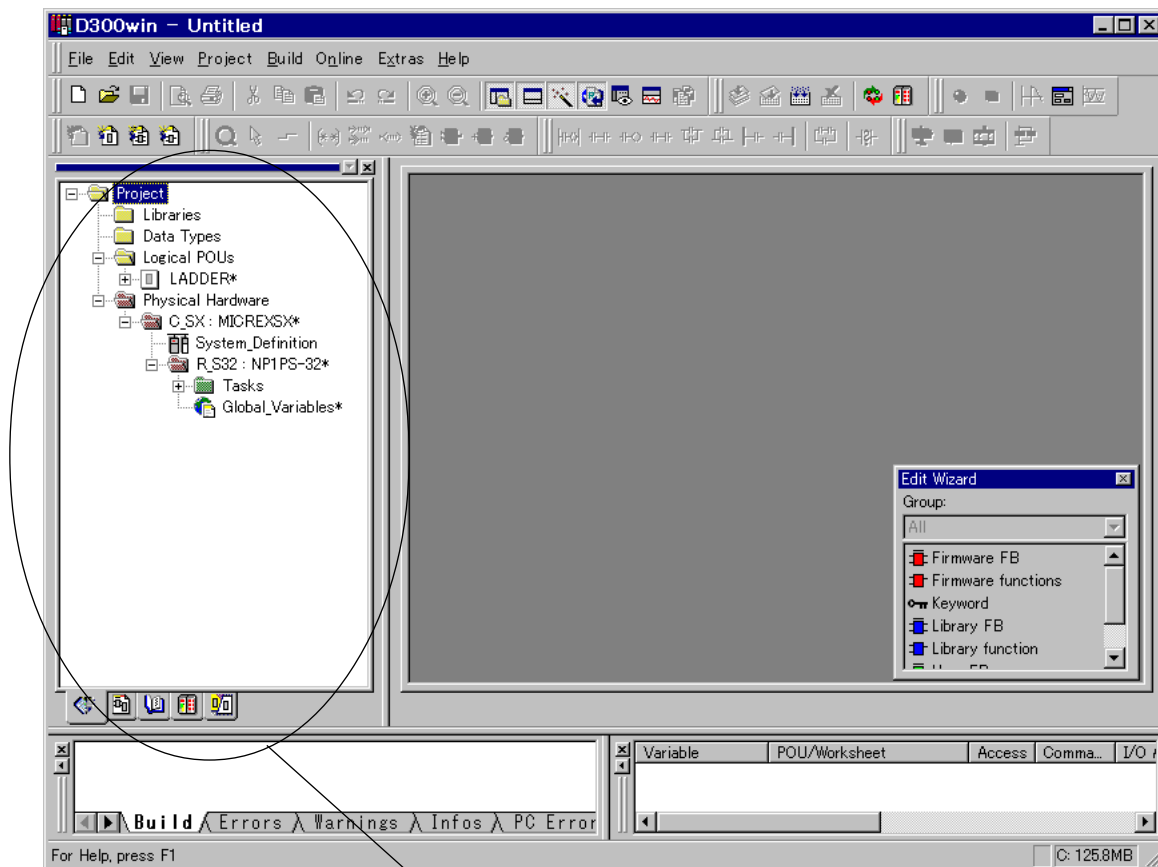 D300win - Untitled
File Edit View Project Build Online Extras Help
Project
Libraries
Data Types
Logical POUs
LADDER*
Physical Hardware
C_SX : MICREXSX*
System_Definition
R_S32 : NP1PS-32*
Tasks
Global_Variables*
Edit Wizard
Group:
All
Firmware FB
Firmware functions
Keyword
Library FB
Library function
Variable POU/Worksheet Access Comma... I/O
Build Errors Warnings Infos PC Error
For Help, press F1 C: 125.8MB